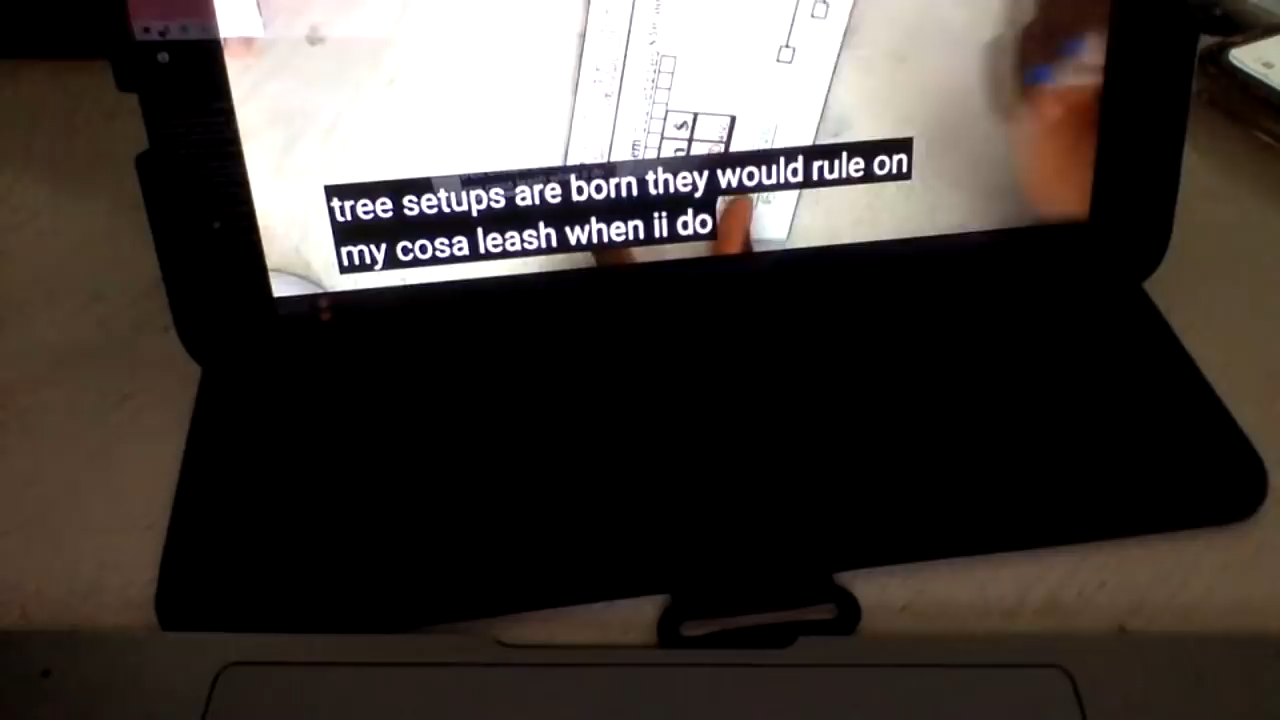 tree setups are born they would rule on
my cosa leash when ii do